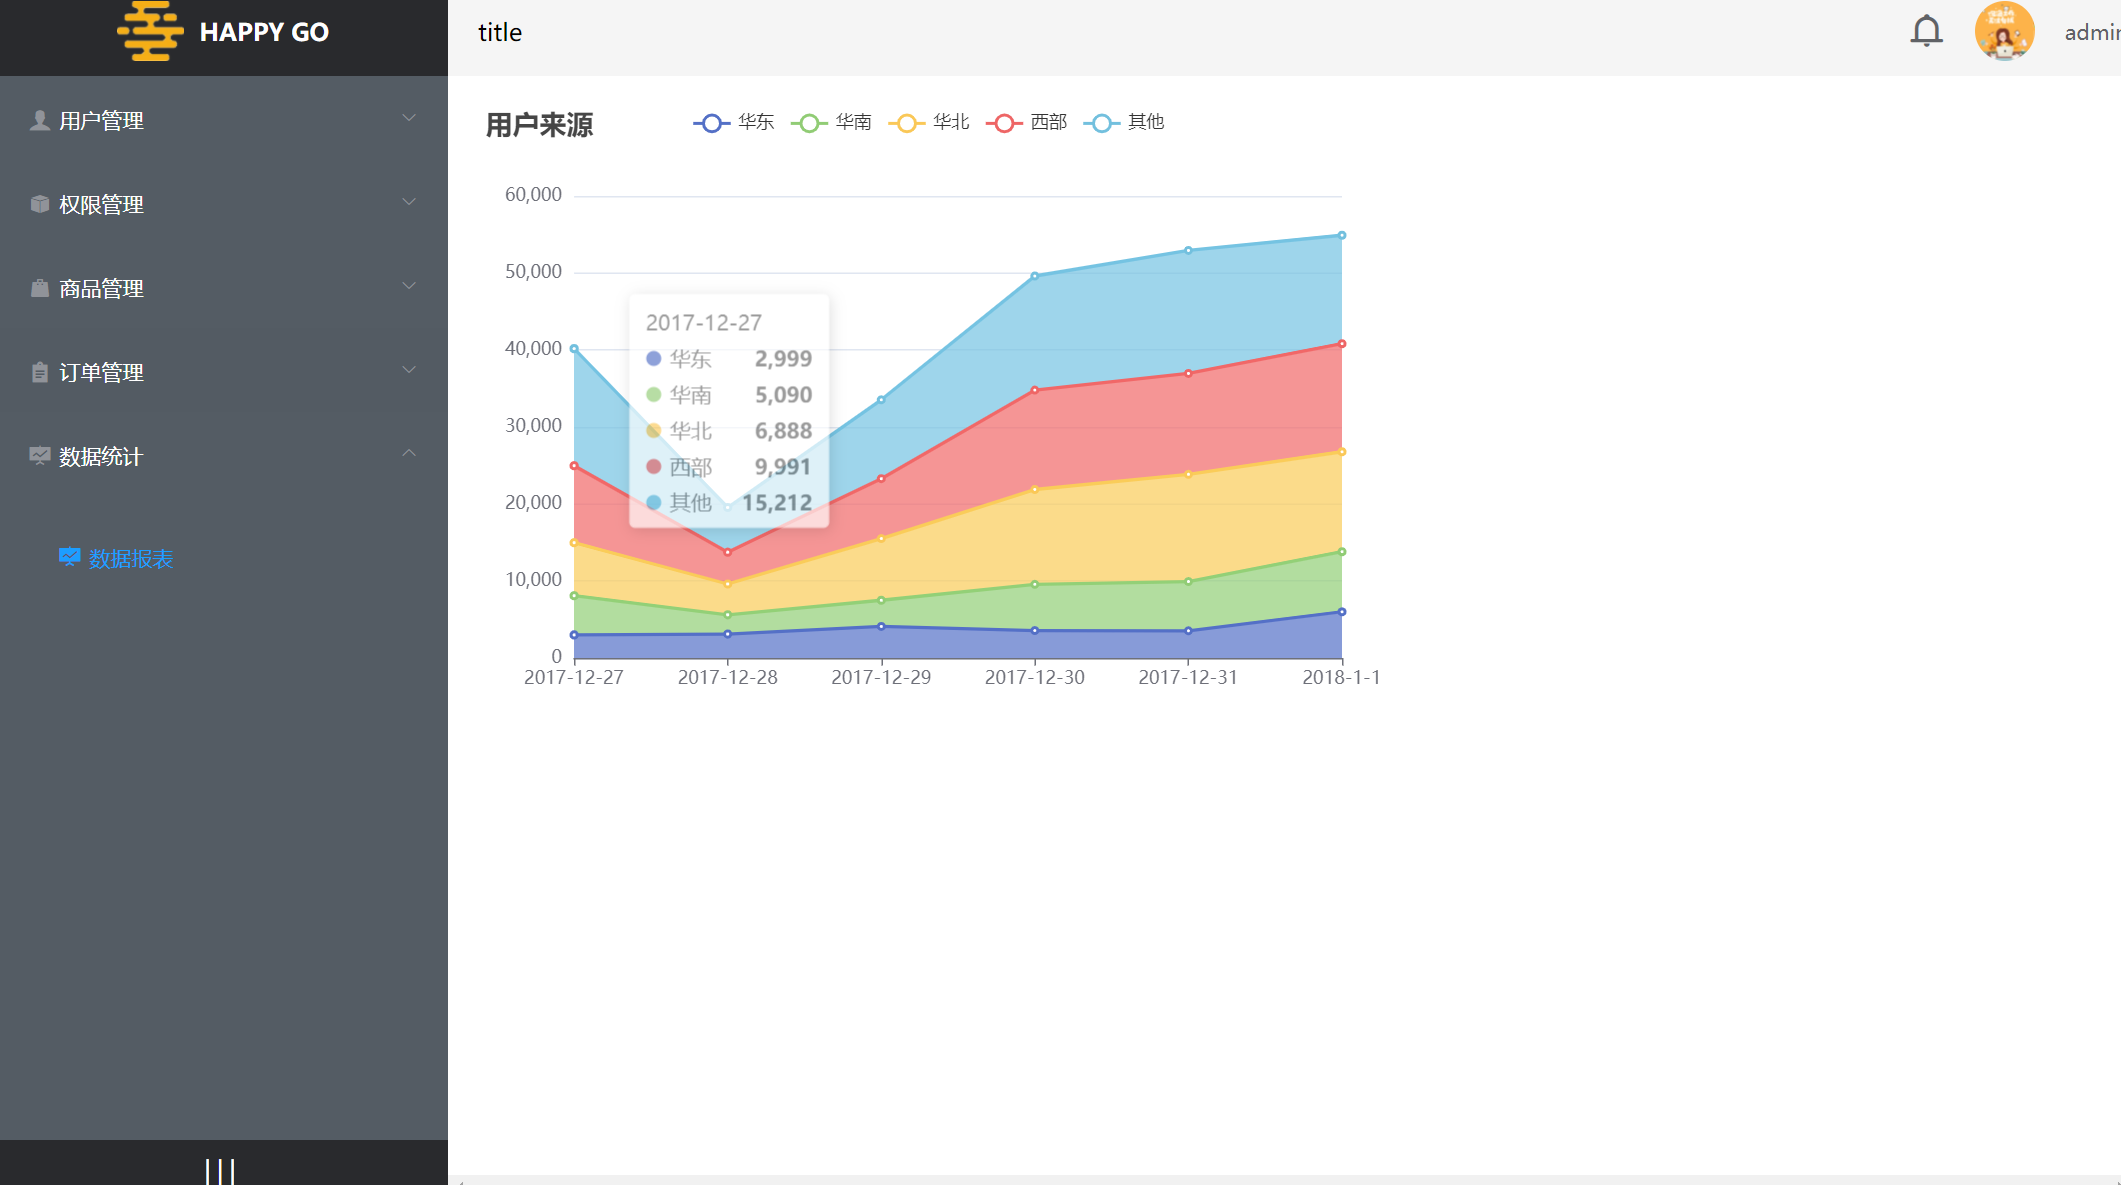 HAPPY GO
title
用户管理
权限管理
商品管理
订单管理
数据统计
数据报表
|||
用户来源
华东 华南 华北 西部 其他
60,000
50,000
40,000
30,000
20,000
10,000
0
2017-12-27
华东 2,999
华南 5,090
华北 6,888
西部 9,991
其他 15,212
2017-12-27 2017-12-28 2017-12-29 2017-12-30 2017-12-31 2018-1-1